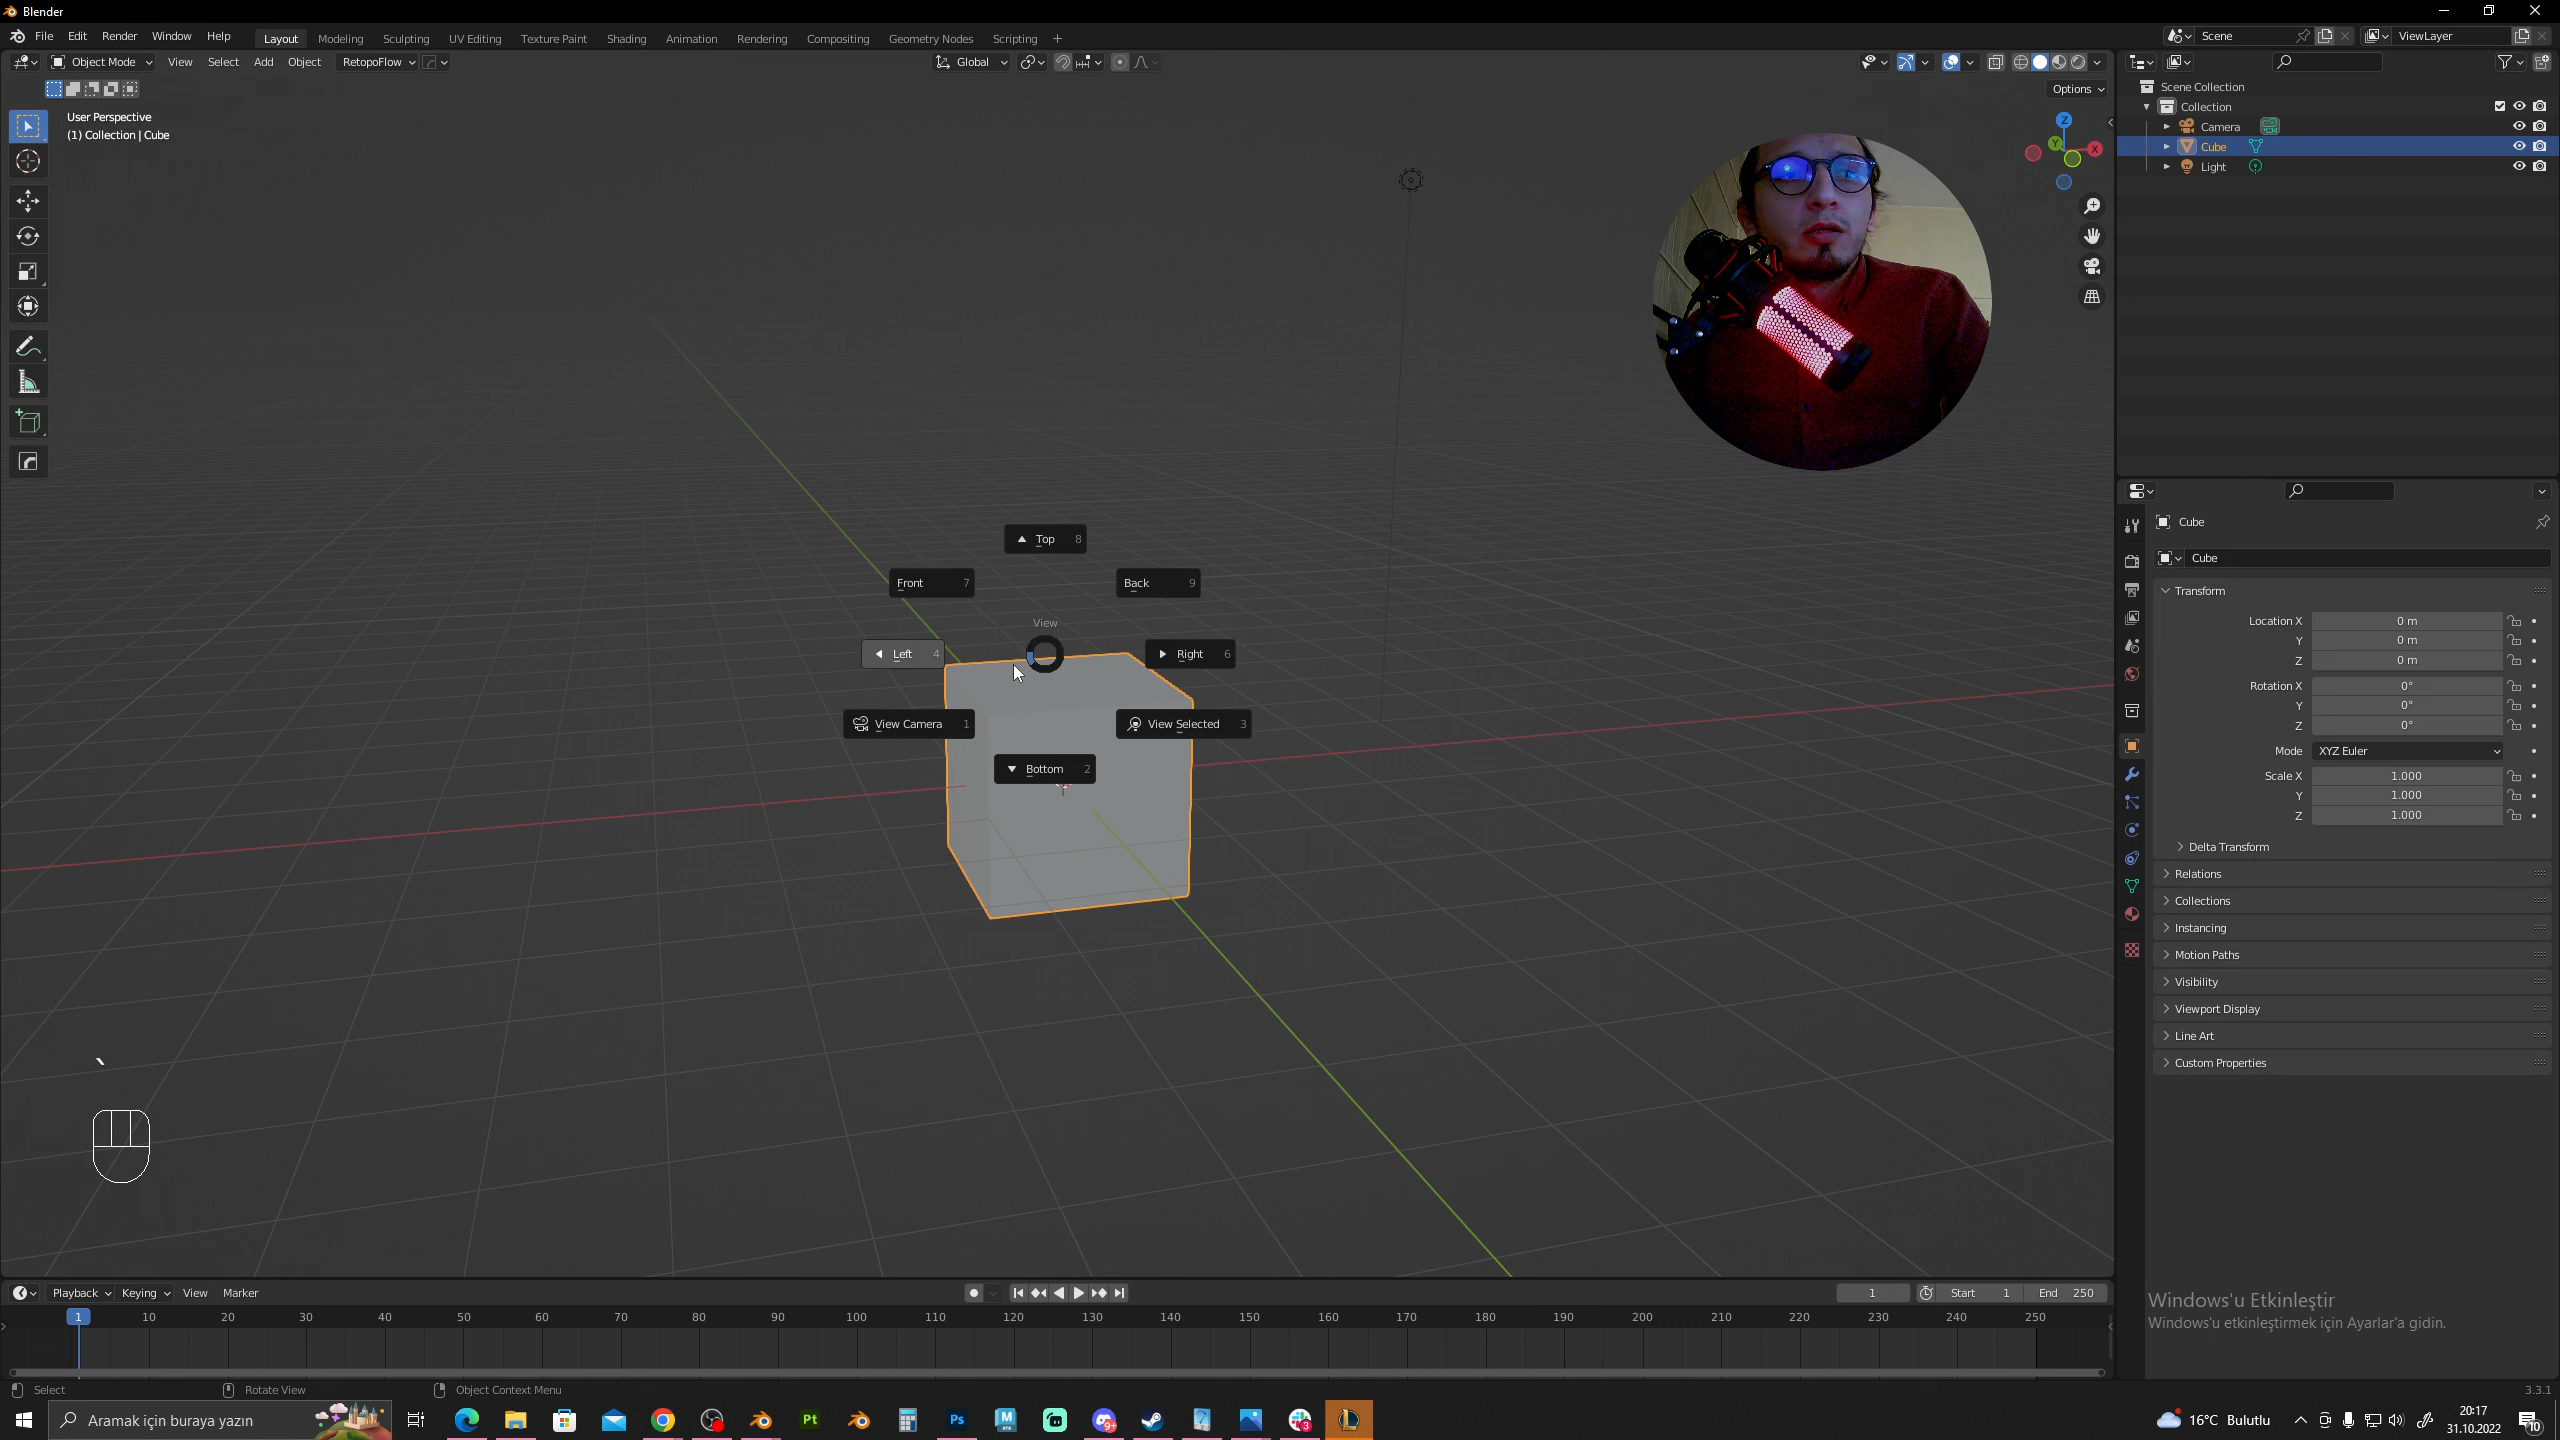 Blender
File Edit Render Window Help Layout Modeling Sculpting UV Editing Texture Paint Shading Animation Rendering Compositing Geometry Nodes Scripting + Scene ViewLayer
Object Mode View Select Add Object RetopoFlow Global
Options
User Perspective
(1) Collection | Cube
Z
Y
X
Scene Collection
Collection
Camera
Cube
Light
Top 8
Front 7
Back 9
View
Left 4
Right 6
View Camera 1
View Selected 3
Bottom 2
`
Cube
Cube
Transform
Location X 0 m
Y 0 m
Z 0 m
Rotation X 0°
Y 0°
Z 0°
Mode XYZ Euler
Scale X 1.000
Y 1.000
Z 1.000
Delta Transform
Relations
Collections
Instancing
Motion Paths
Visibility
Viewport Display
Line Art
Custom Properties
Windows'u Etkinleştir
Windows'u etkinleştirmek için Ayarlar'a gidin.
Playback Keying View Marker 1 Start 1 End 250
1 10 20 30 40 50 60 70 80 90 100 110 120 130 140 150 160 170 180 190 200 210 220 230 240 250
Select Rotate View Object Context Menu 3.3.1
Aramak için buraya yazın Pt Ps M 9+ 3 16°C Bulutlu 20:17
31.10.2022 10